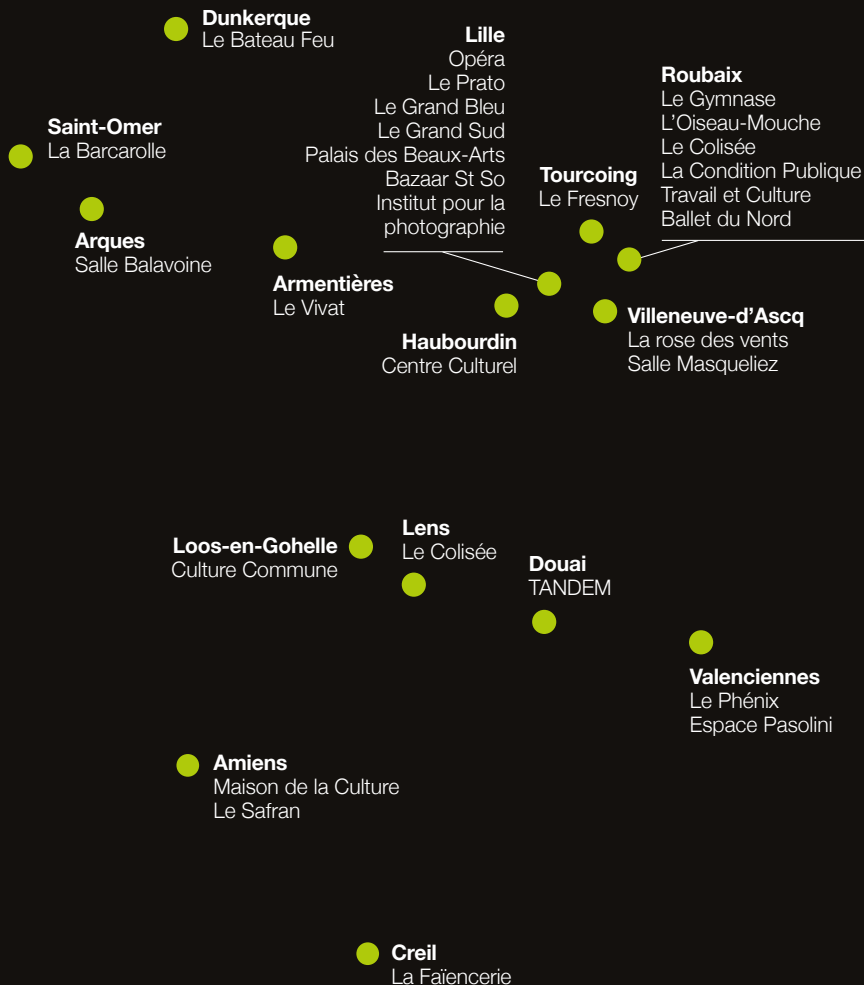 Dunkerque
Le Bateau Feu
Lille
Opéra
Le Prato
Le Grand Bleu
Le Grand Sud
Palais des Beaux-Arts
Bazaar St So
Institut pour la
photographie
Roubaix
Le Gymnase
L'Oiseau-Mouche
Le Colisée
La Condition Publique
Travail et Culture
Ballet du Nord
Saint-Omer
La Barcarolle
Tourcoing
Le Fresnoy
Arques
Salle Balavoine
Armentières
Le Vivat
Haubourdin
Centre Culturel
Villeneuve-d'Ascq
La rose des vents
Salle Masqueliez
Loos-en-Gohelle
Culture Commune
Lens
Le Colisée
Douai
TANDEM
Valenciennes
Le Phénix
Espace Pasolini
Amiens
Maison de la Culture
Le Safran
Creil
La Faïencerie